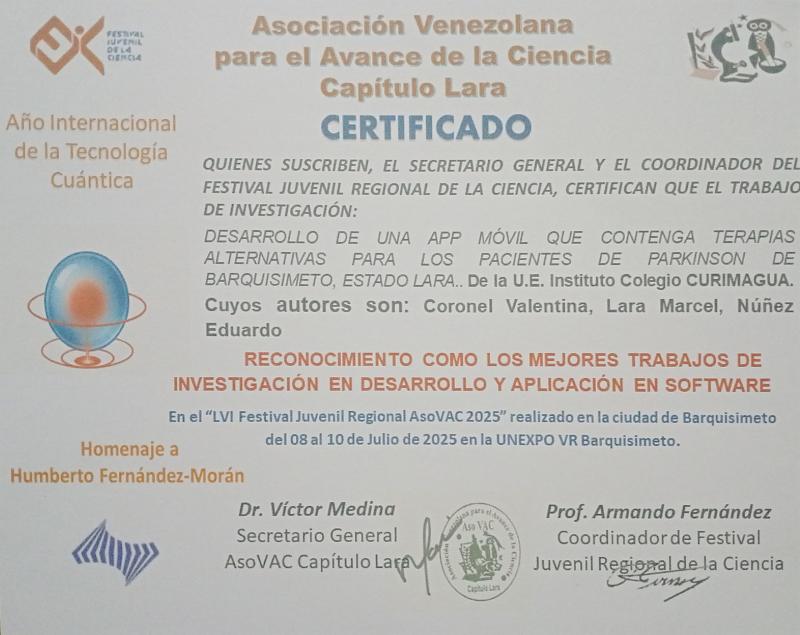 FESTIVAL
JUVENIL
DE LA
CIENCIA
Asociación Venezolana
para el Avance de la Ciencia
Capítulo Lara
Año Internacional
de la Tecnología
Cuántica
CERTIFICADO
QUIENES SUSCRIBEN, EL SECRETARIO GENERAL Y EL COORDINADOR DEL
FESTIVAL JUVENIL REGIONAL DE LA CIENCIA, CERTIFICAN QUE EL TRABAJO
DE INVESTIGACIÓN:
DESARROLLO DE UNA APP MÓVIL QUE CONTENGA TERAPIAS
ALTERNATIVAS PARA LOS PACIENTES DE PARKINSON DE
BARQUISIMETO, ESTADO LARA.. De la U.E. Instituto Colegio CURIMAGUA.
Cuyos autores son: Coronel Valentina, Lara Marcel, Núñez
Eduardo
RECONOCIMIENTO COMO LOS MEJORES TRABAJOS DE
INVESTIGACIÓN EN DESARROLLO Y APLICACIÓN EN SOFTWARE
En el “LVI Festival Juvenil Regional AsoVAC 2025” realizado en la ciudad de Barquisimeto
del 08 al 10 de Julio de 2025 en la UNEXPO VR Barquisimeto.
Homenaje a
Humberto Fernández-Morán
Dr. Víctor Medina
Secretario General
AsoVAC Capítulo Lara
Asociación Venezolana para el Avance de la Ciencia
Aso VAC
Capítulo Lara
Prof. Armando Fernández
Coordinador de Festival
Juvenil Regional de la Ciencia